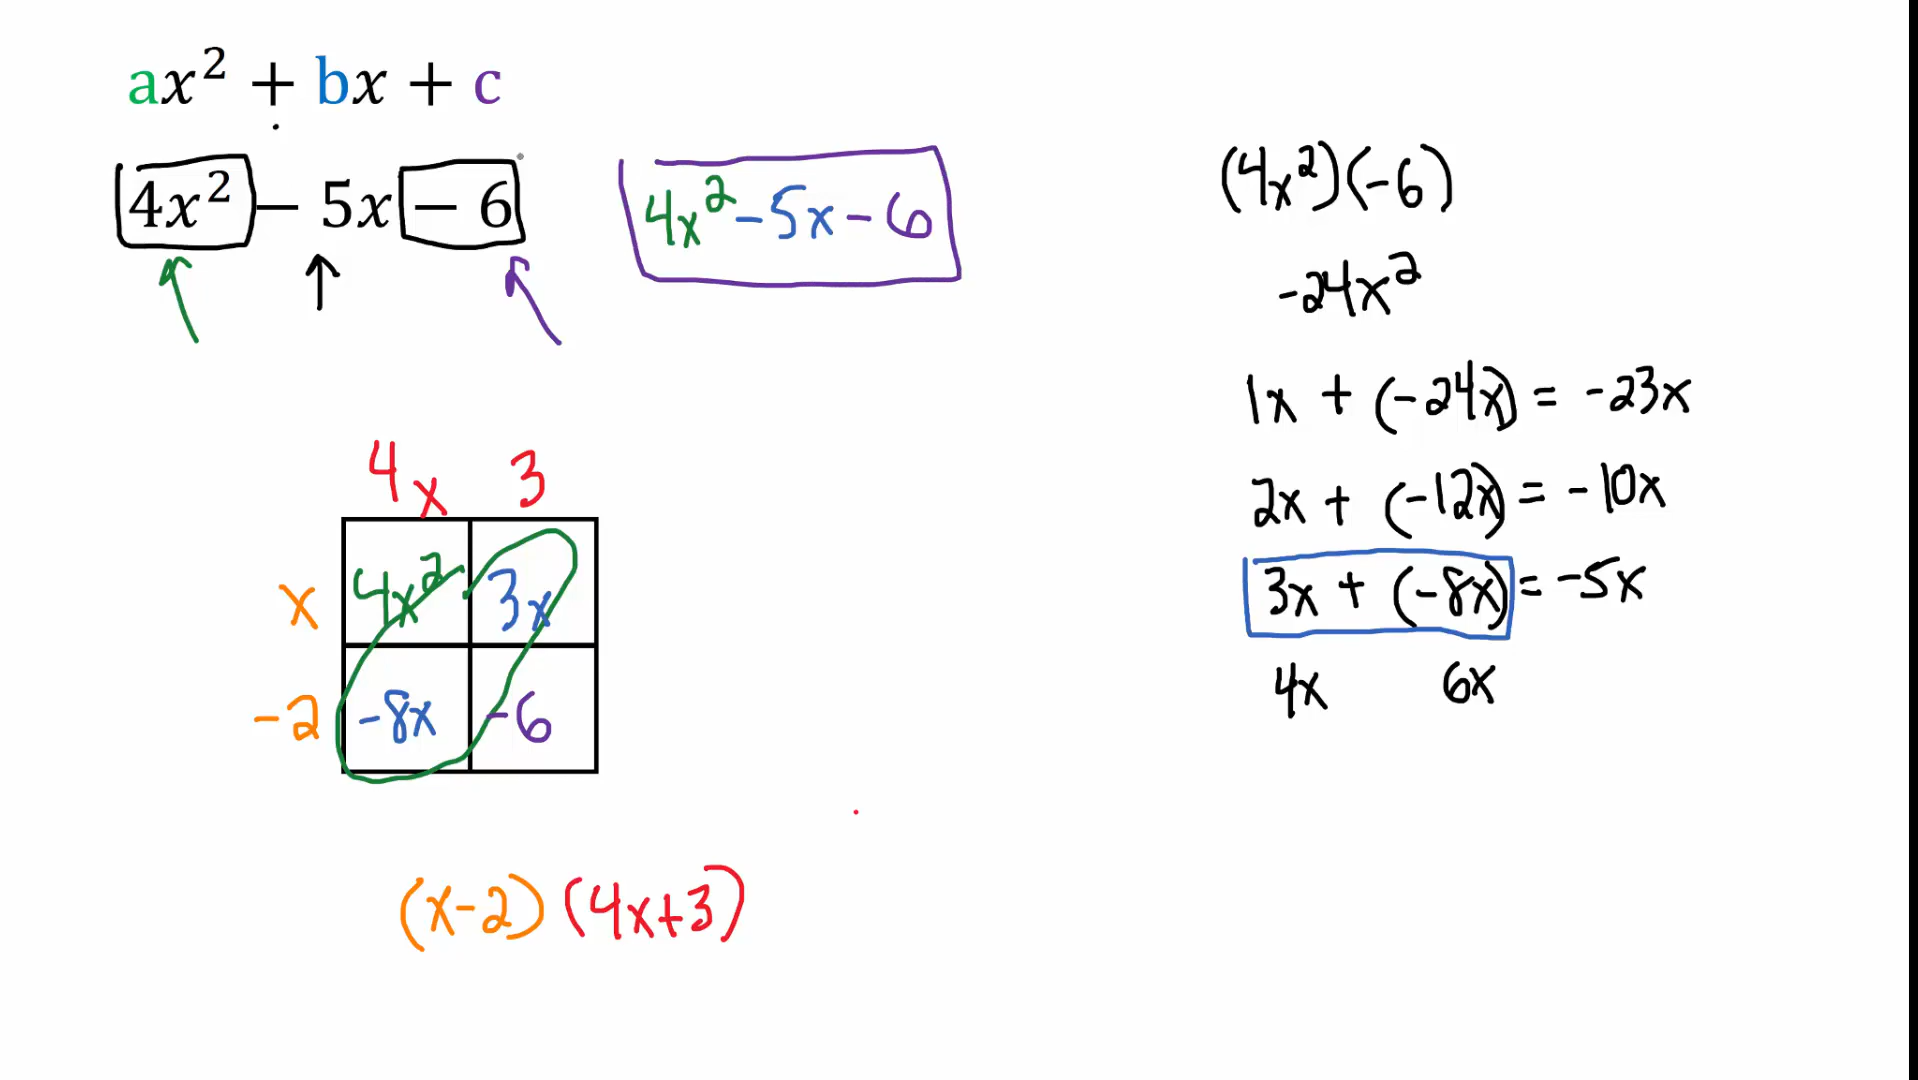 ax² + bx + c
4x² − 5x − 6
4x² - 5x - 6
(4x²)(-6)
-24x²
1x + (-24x) = -23x
2x + (-12x) = -10x
3x + (-8x) = -5x
4x 6x
4x 3
x 4x² 3x
-2 -8x -6
(x-2)(4x+3)